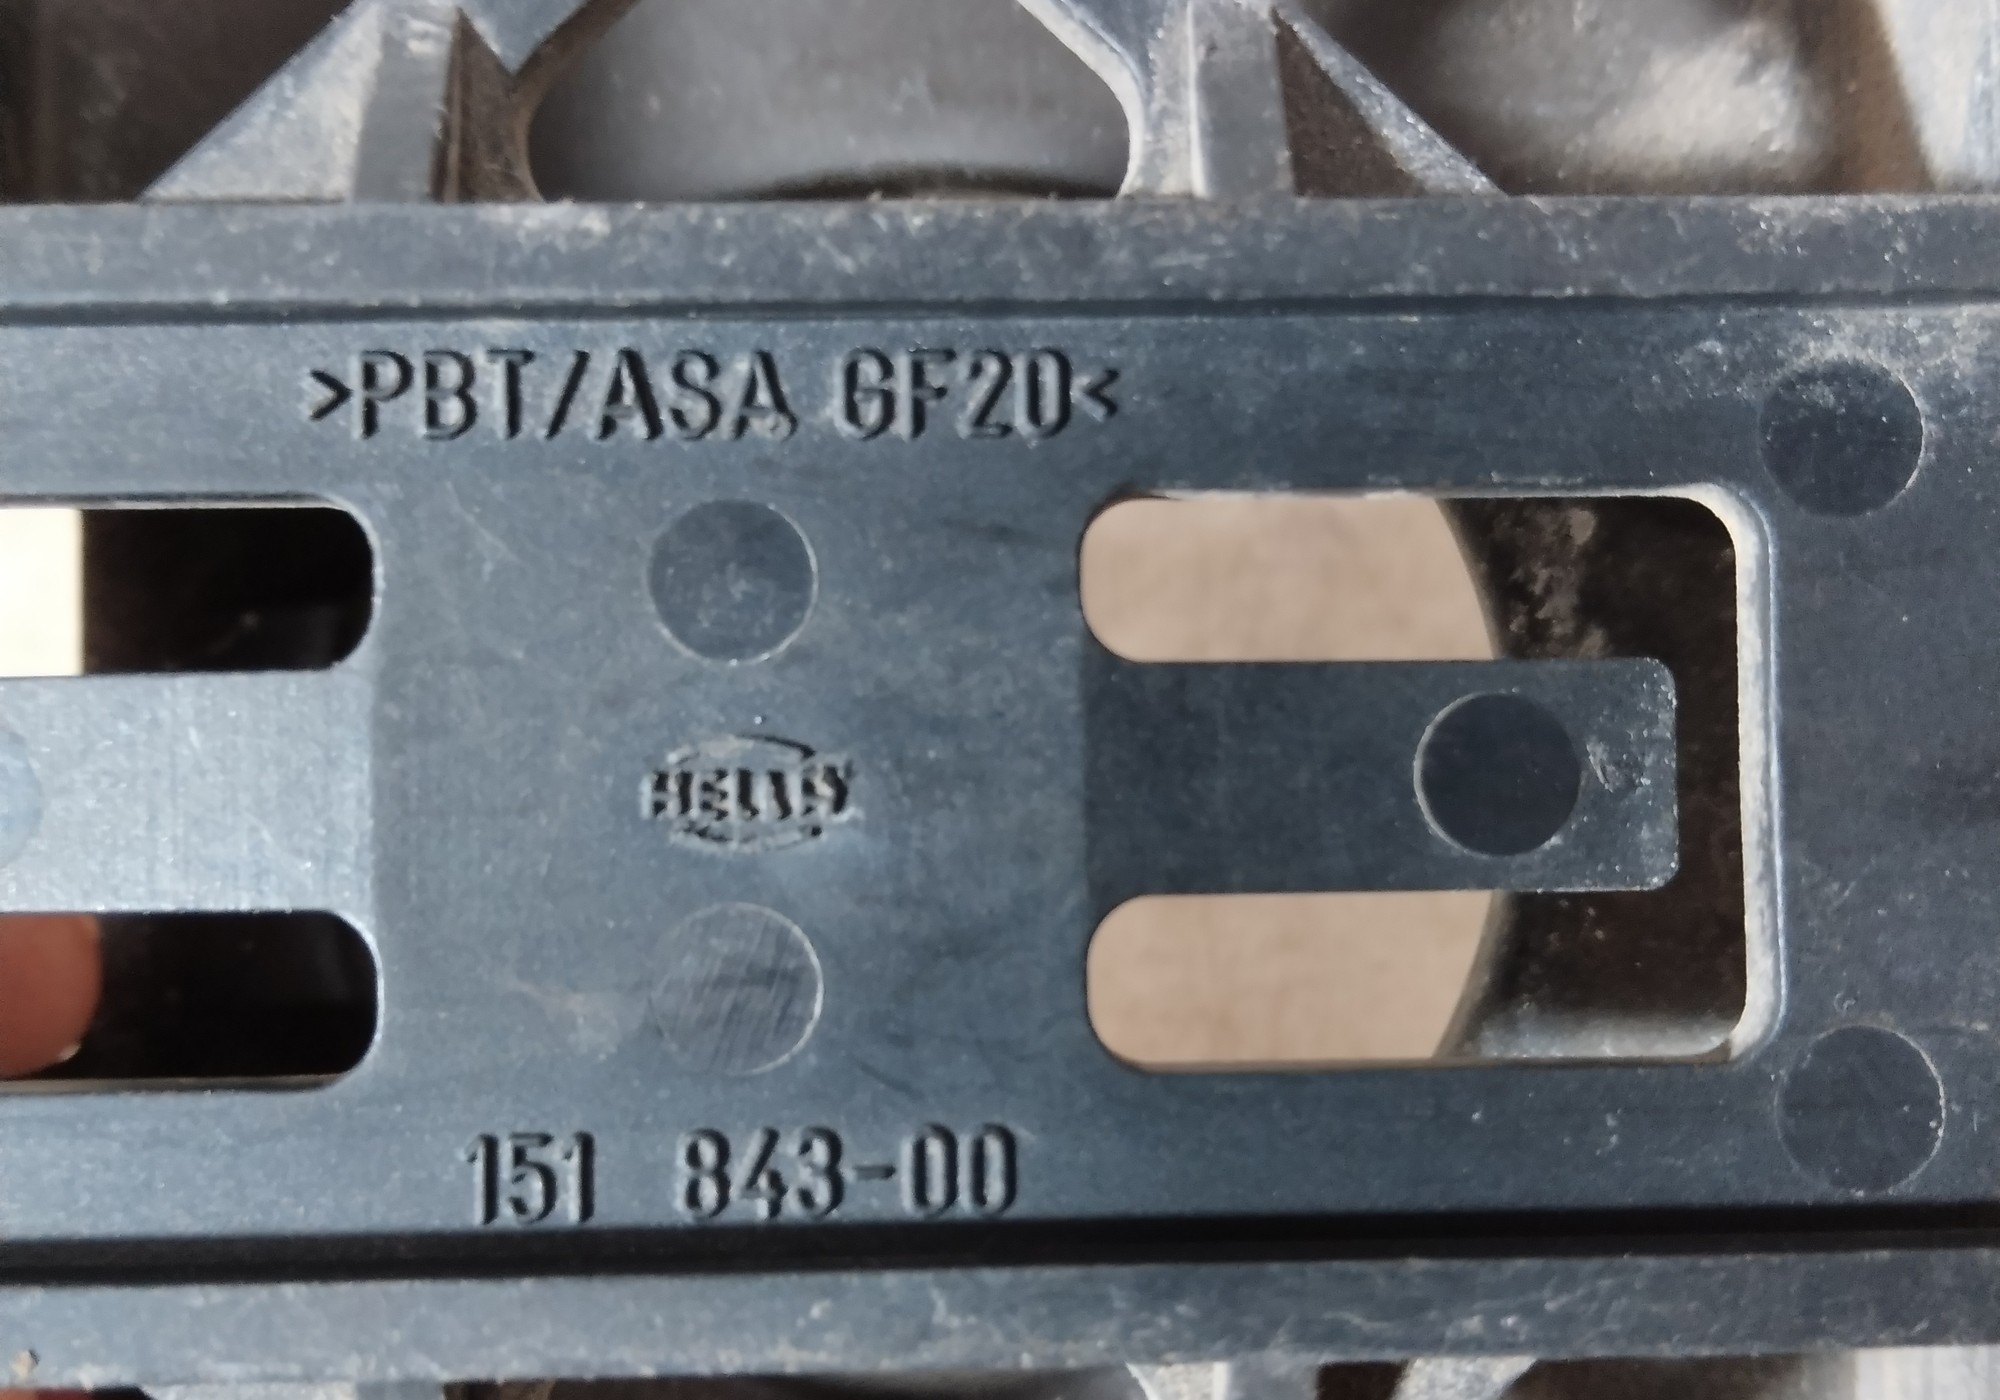 >PBT/ASA GF20<
HELLA
151 843-00